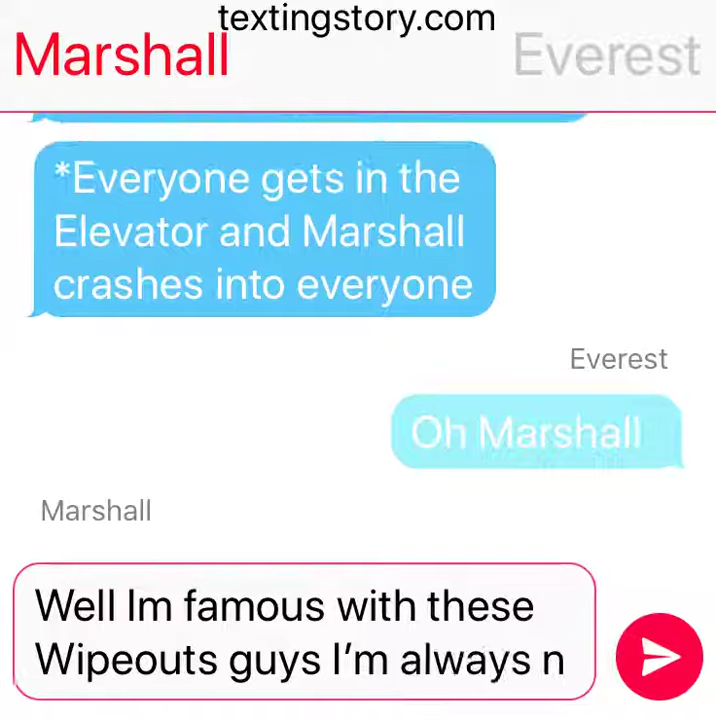 textingstory.com
Marshall
Everest
*Everyone gets in the
Elevator and Marshall
crashes into everyone
Everest
Oh Marshall
Marshall
Well Im famous with these
Wipeouts guys I’m always n